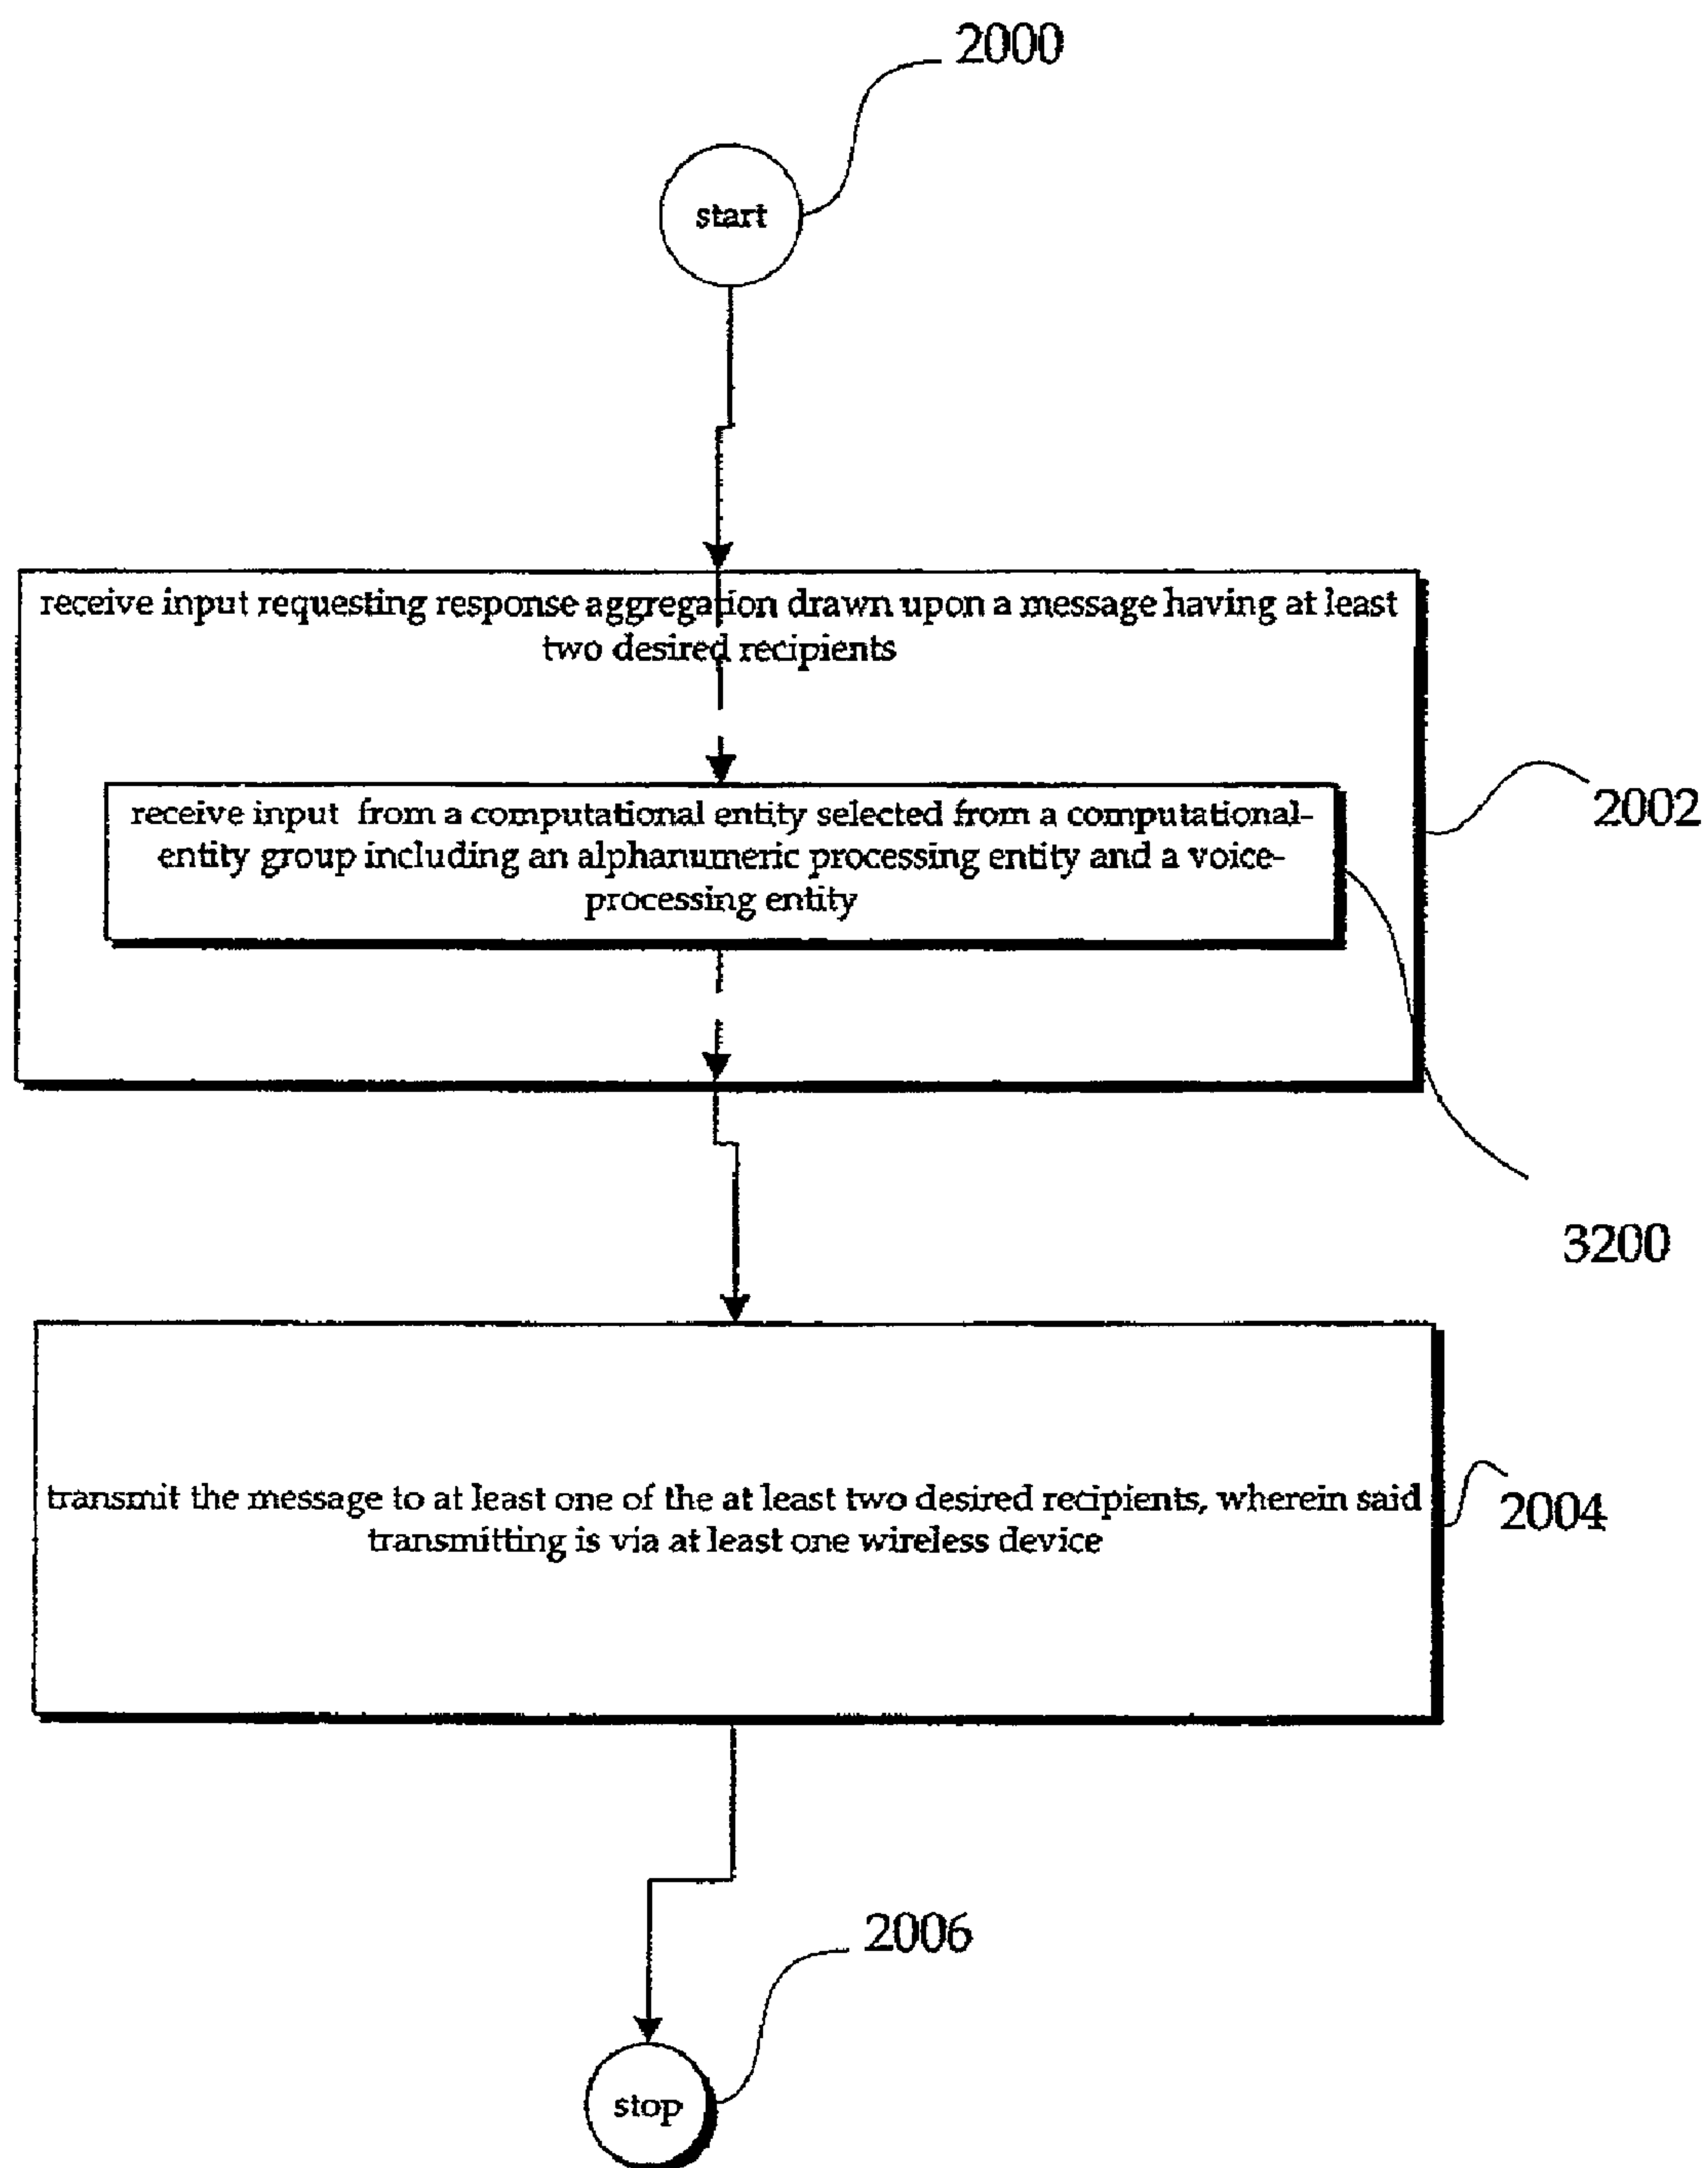 2000
start
receive input requesting response aggregation drawn upon a message having at least
two desired recipients
receive input from a computational entity selected from a computational-
entity group including an alphanumeric processing entity and a voice-
processing entity
2002
3200
transmit the message to at least one of the at least two desired recipients, wherein said
transmitting is via at least one wireless device
2004
2006
stop